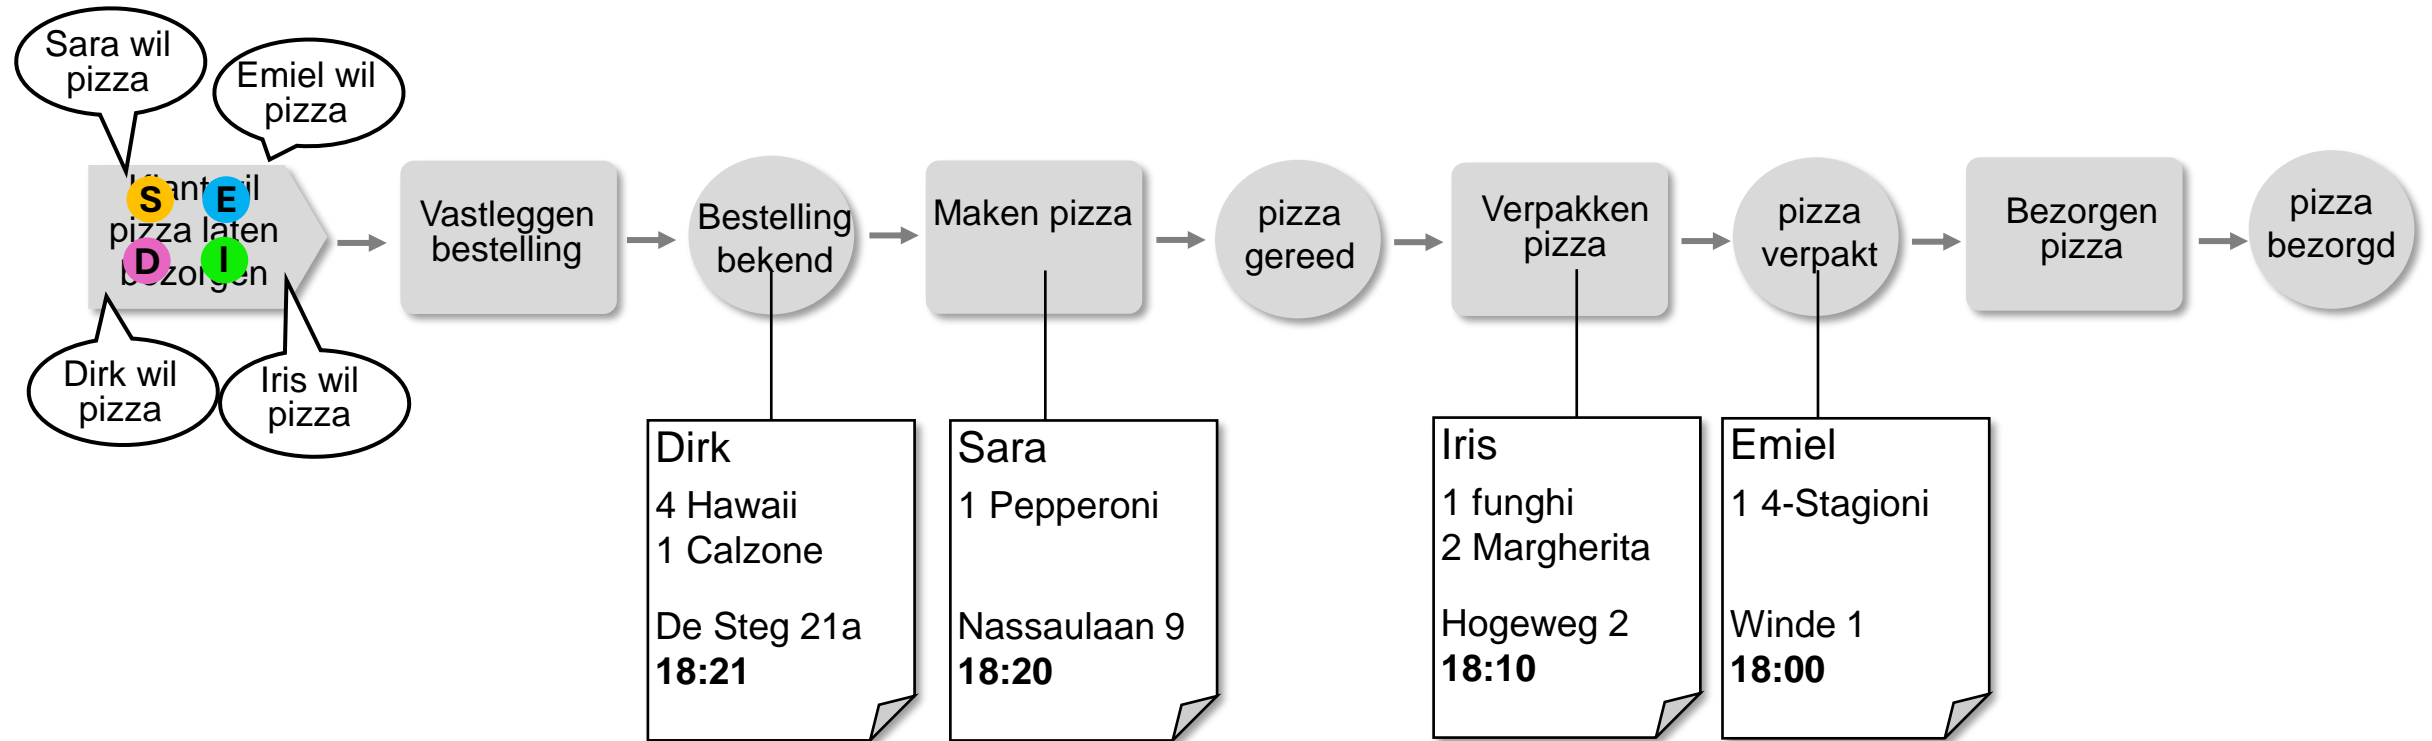 Sara wil
pizza
Emiel wil
pizza
S
E
D
I
pizza laten
Dirk wil
pizza
Iris wil
pizza
Vastleggen
bestelling
Bestelling
bekend
Maken pizza
pizza
gereed
Verpakken
pizza
pizza
verpakt
Bezorgen
pizza
pizza
bezorgd
Dirk
4 Hawaii
1 Calzone
De Steg 21a
18:21
Sara
1 Pepperoni
Nassaulaan 9
18:20
Iris
1 funghi
2 Margherita
Hogeweg 2
18:10
Emiel
1 4-Stagioni
Winde 1
18:00